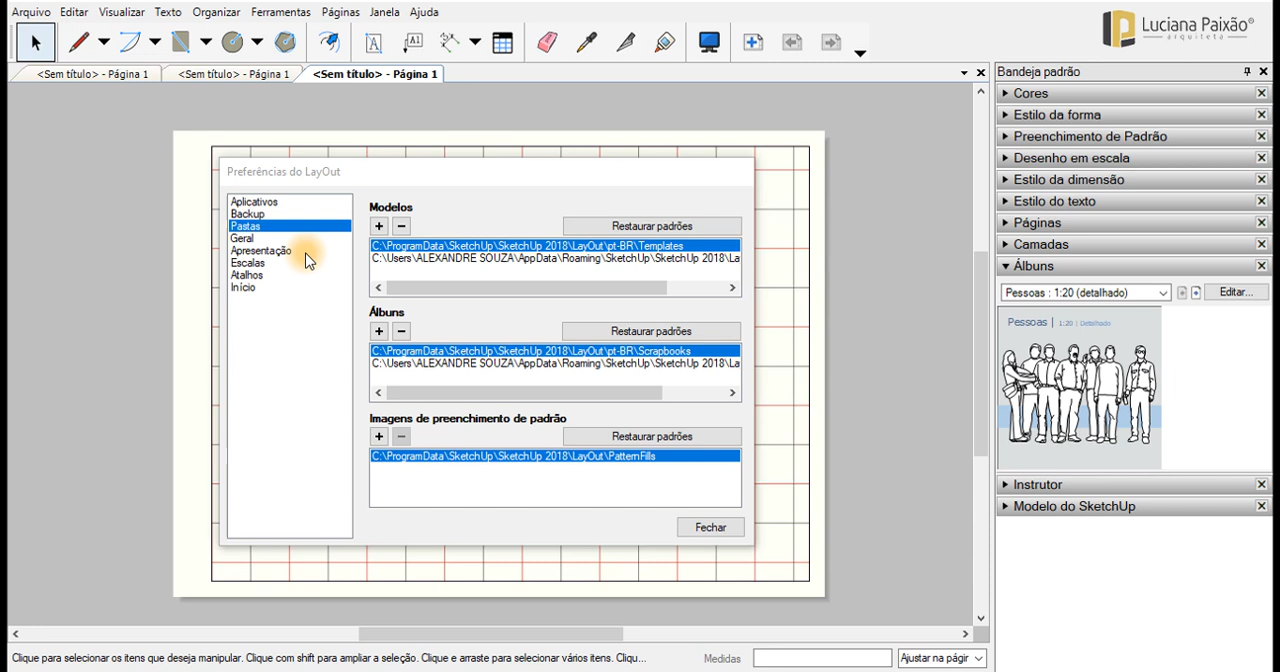 Arquivo Editar Visualizar Texto Organizar Ferramentas Páginas Janela Ajuda
Luciana Paixão®
arquiteta
<Sem título> - Página 1
<Sem título> - Página 1
<Sem título> - Página 1
Bandeja padrão
Cores
Estilo da forma
Preenchimento de Padrão
Desenho em escala
Estilo da dimensão
Estilo do texto
Páginas
Camadas
Álbuns
Pessoas : 1:20 (detalhado)
Editar...
Pessoas | 1:20 | Detalhado
Instrutor
Modelo do SketchUp
Preferências do LayOut
Aplicativos
Backup
Pastas
Geral
Apresentação
Escalas
Atalhos
Início
Modelos
Restaurar padrões
C:\ProgramData\SketchUp\SketchUp 2018\LayOut\pt-BR\Templates
C:\Users\ALEXANDRE SOUZA\AppData\Roaming\SketchUp\SketchUp 2018\La
Álbuns
Restaurar padrões
C:\ProgramData\SketchUp\SketchUp 2018\LayOut\pt-BR\Scrapbooks
C:\Users\ALEXANDRE SOUZA\AppData\Roaming\SketchUp\SketchUp 2018\La
Imagens de preenchimento de padrão
Restaurar padrões
C:\ProgramData\SketchUp\SketchUp 2018\LayOut\PatternFills
Fechar
Clique para selecionar os itens que deseja manipular. Clique com shift para ampliar a seleção. Clique e arraste para selecionar vários itens. Cliqu...
Medidas
Ajustar na págir